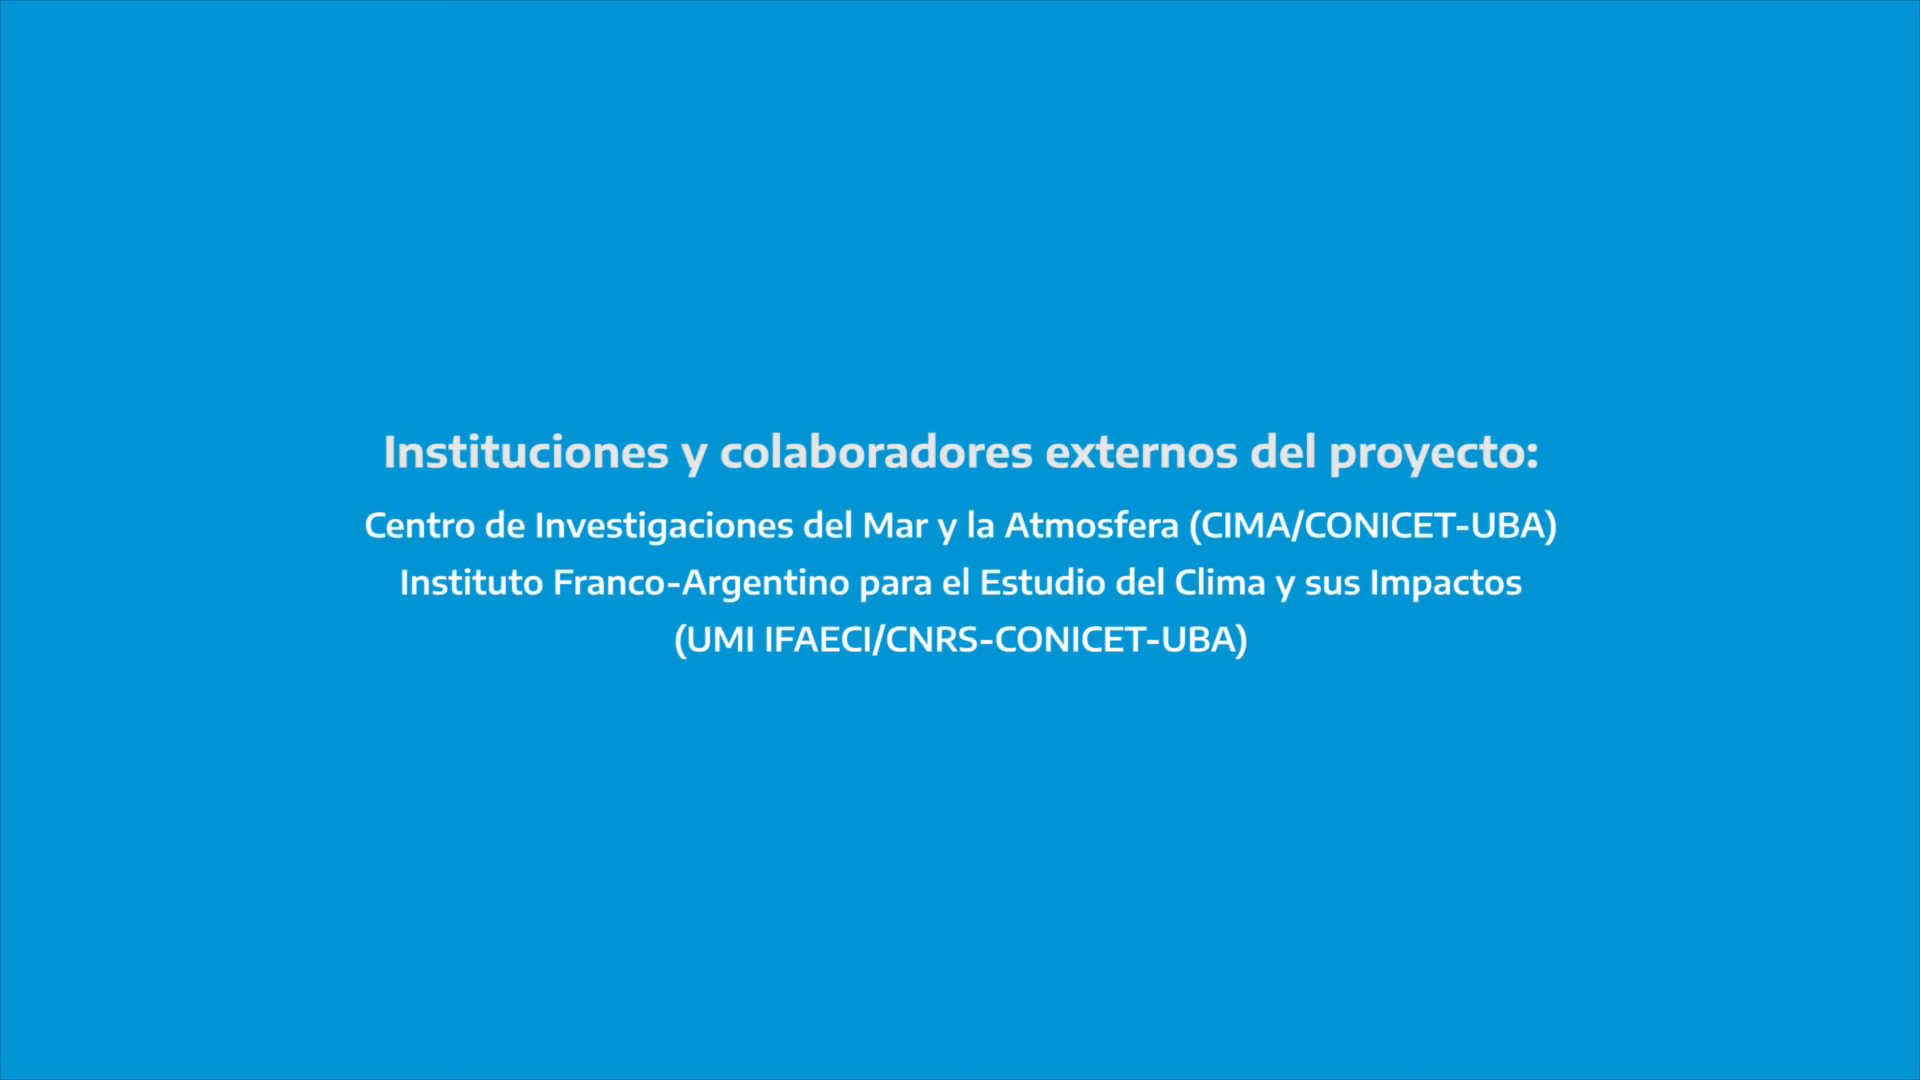 Instituciones y colaboradores externos del proyecto:
Centro de Investigaciones del Mar y la Atmosfera (CIMA/CONICET-UBA)
Instituto Franco-Argentino para el Estudio del Clima y sus Impactos
(UMI IFAECI/CNRS-CONICET-UBA)